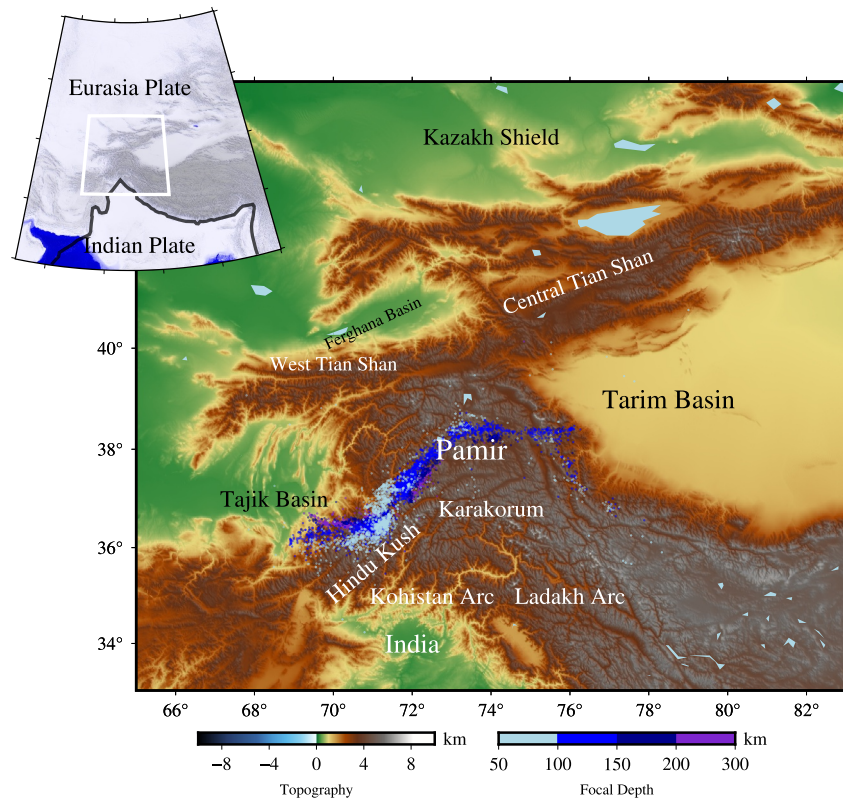 Eurasia Plate
Indian Plate
Kazakh Shield
Central Tian Shan
Ferghana Basin
West Tian Shan
Tarim Basin
Pamir
Tajik Basin
Karakorum
Hindu Kush
Kohistan Arc
Ladakh Arc
India
40°
38°
36°
34°
66° 68° 70° 72° 74° 76° 78° 80° 82°
km
−8 −4 0 4 8
Topography
km
50 100 150 200 300
Focal Depth